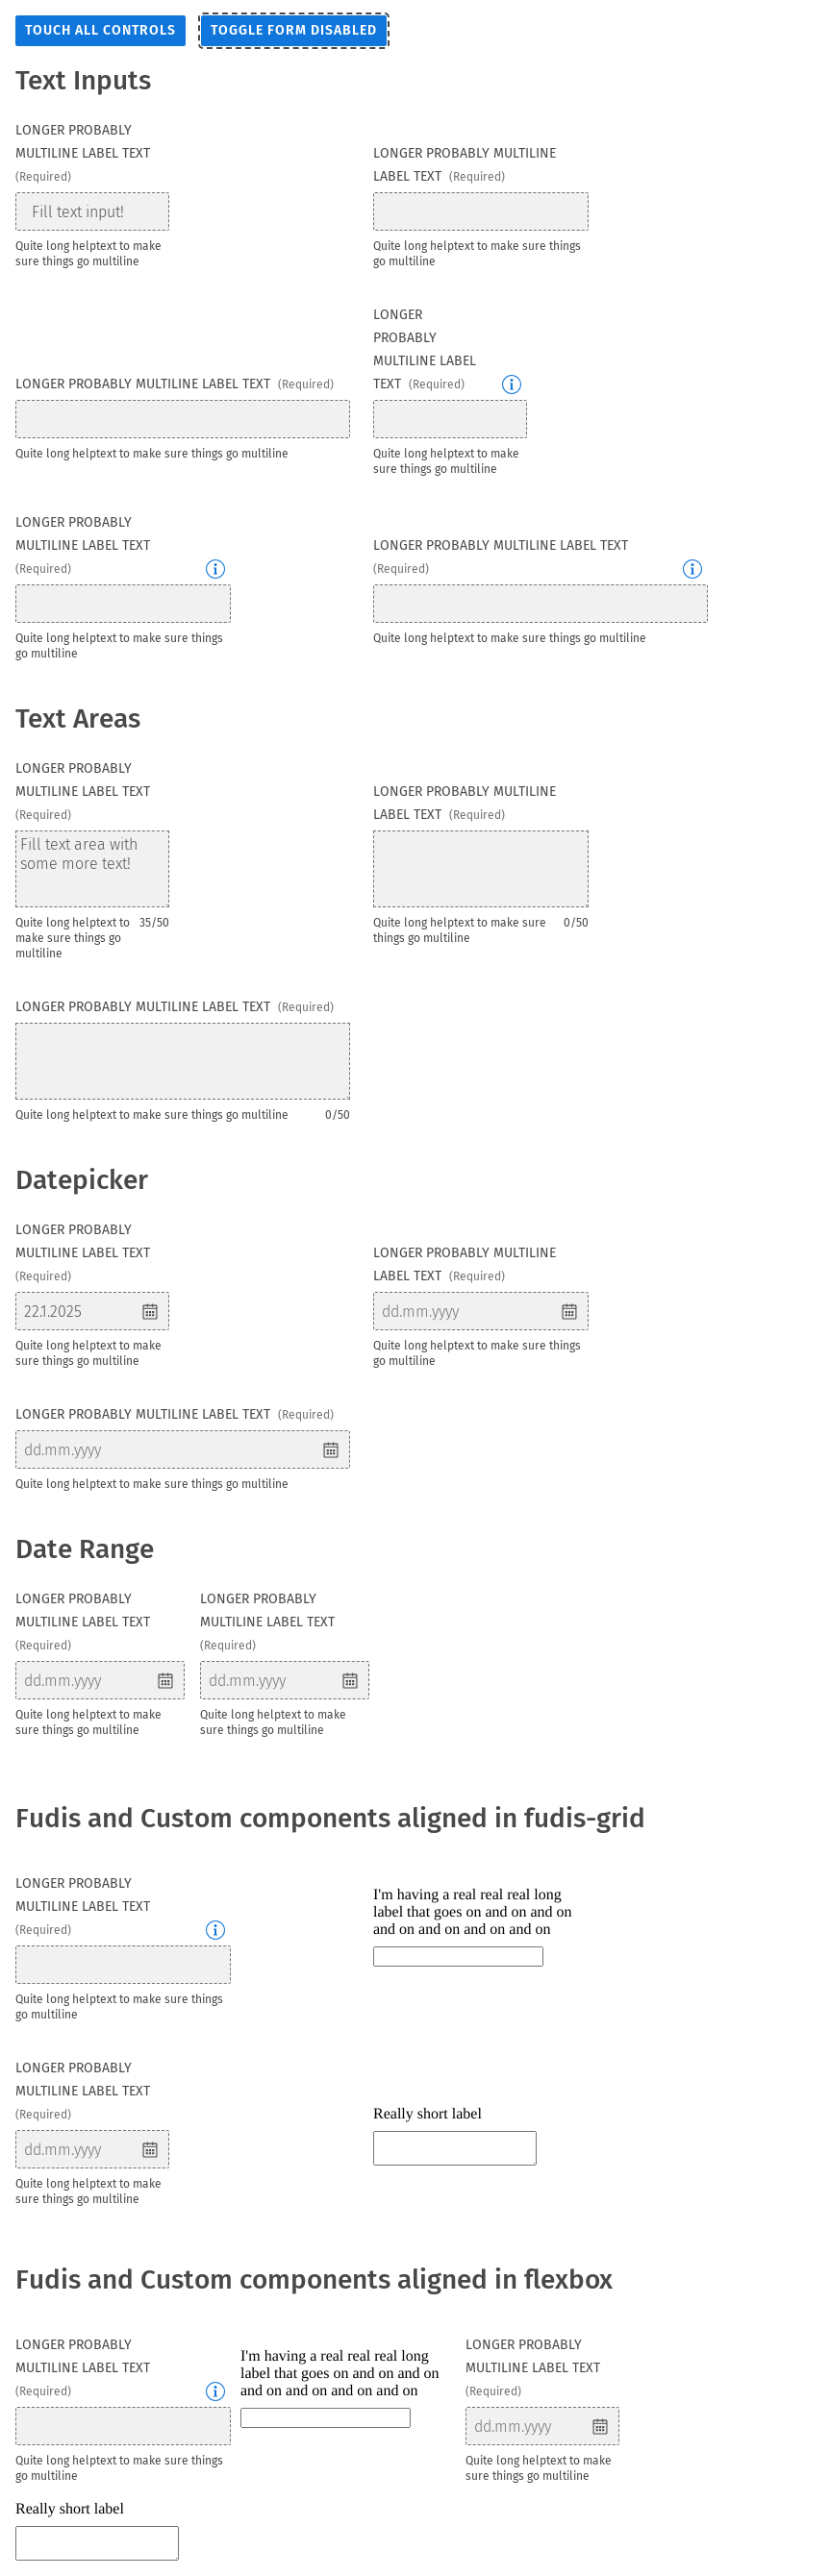 TOUCH ALL CONTROLS
TOGGLE FORM DISABLED
Text Inputs
LONGER PROBABLY
MULTILINE LABEL TEXT
(Required)
Fill text input!
Quite long helptext to make
sure things go multiline
LONGER PROBABLY MULTILINE
LABEL TEXT (Required)
Quite long helptext to make sure things
go multiline
LONGER PROBABLY MULTILINE LABEL TEXT (Required)
Quite long helptext to make sure things go multiline
LONGER
PROBABLY
MULTILINE LABEL
TEXT (Required)
Quite long helptext to make
sure things go multiline
LONGER PROBABLY
MULTILINE LABEL TEXT
(Required)
Quite long helptext to make sure things
go multiline
LONGER PROBABLY MULTILINE LABEL TEXT
(Required)
Quite long helptext to make sure things go multiline
Text Areas
LONGER PROBABLY
MULTILINE LABEL TEXT
(Required)
Fill text area with
some more text!
Quite long helptext to 35/50
make sure things go
multiline
LONGER PROBABLY MULTILINE
LABEL TEXT (Required)
Quite long helptext to make sure 0/50
things go multiline
LONGER PROBABLY MULTILINE LABEL TEXT (Required)
Quite long helptext to make sure things go multiline 0/50
Datepicker
LONGER PROBABLY
MULTILINE LABEL TEXT
(Required)
22.1.2025
Quite long helptext to make
sure things go multiline
LONGER PROBABLY MULTILINE
LABEL TEXT (Required)
dd.mm.yyyy
Quite long helptext to make sure things
go multiline
LONGER PROBABLY MULTILINE LABEL TEXT (Required)
dd.mm.yyyy
Quite long helptext to make sure things go multiline
Date Range
LONGER PROBABLY
MULTILINE LABEL TEXT
(Required)
dd.mm.yyyy
Quite long helptext to make
sure things go multiline
LONGER PROBABLY
MULTILINE LABEL TEXT
(Required)
dd.mm.yyyy
Quite long helptext to make
sure things go multiline
Fudis and Custom components aligned in fudis-grid
LONGER PROBABLY
MULTILINE LABEL TEXT
(Required)
Quite long helptext to make sure things
go multiline
I'm having a real real real long
label that goes on and on and on
and on and on and on and on
LONGER PROBABLY
MULTILINE LABEL TEXT
(Required)
dd.mm.yyyy
Quite long helptext to make
sure things go multiline
Really short label
Fudis and Custom components aligned in flexbox
LONGER PROBABLY
MULTILINE LABEL TEXT
(Required)
Quite long helptext to make sure things
go multiline
I'm having a real real real long
label that goes on and on and on
and on and on and on and on
LONGER PROBABLY
MULTILINE LABEL TEXT
(Required)
dd.mm.yyyy
Quite long helptext to make
sure things go multiline
Really short label